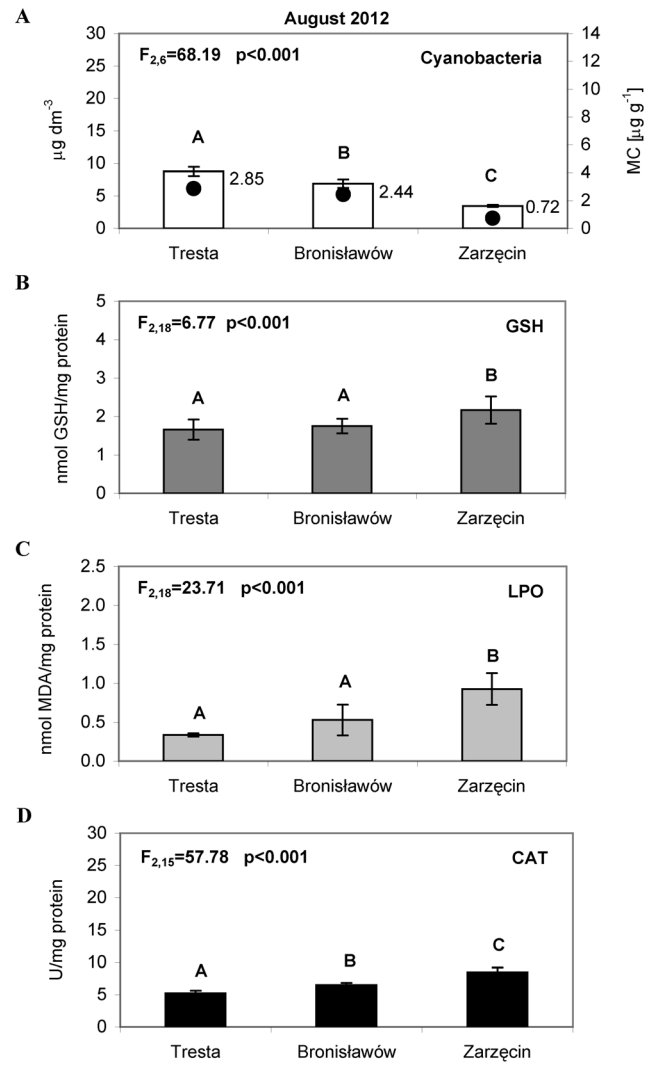 A
August 2012
F2,6=68.19 p<0.001
Cyanobacteria
µg dm-3
MC [µg g-1]
30
25
20
15
10
5
0
14
12
10
8
6
4
2
0
A
B
C
2.85
2.44
0.72
Tresta
Bronisławów
Zarzęcin
B
F2,18=6.77 p<0.001
GSH
nmol GSH/mg protein
5
4
3
2
1
0
A
A
B
Tresta
Bronisławów
Zarzęcin
C
F2,18=23.71 p<0.001
LPO
nmol MDA/mg protein
2.5
2.0
1.5
1.0
0.5
0.0
A
A
B
Tresta
Bronisławów
Zarzęcin
D
F2,15=57.78 p<0.001
CAT
U/mg protein
30
25
20
15
10
5
0
A
B
C
Tresta
Bronisławów
Zarzęcin